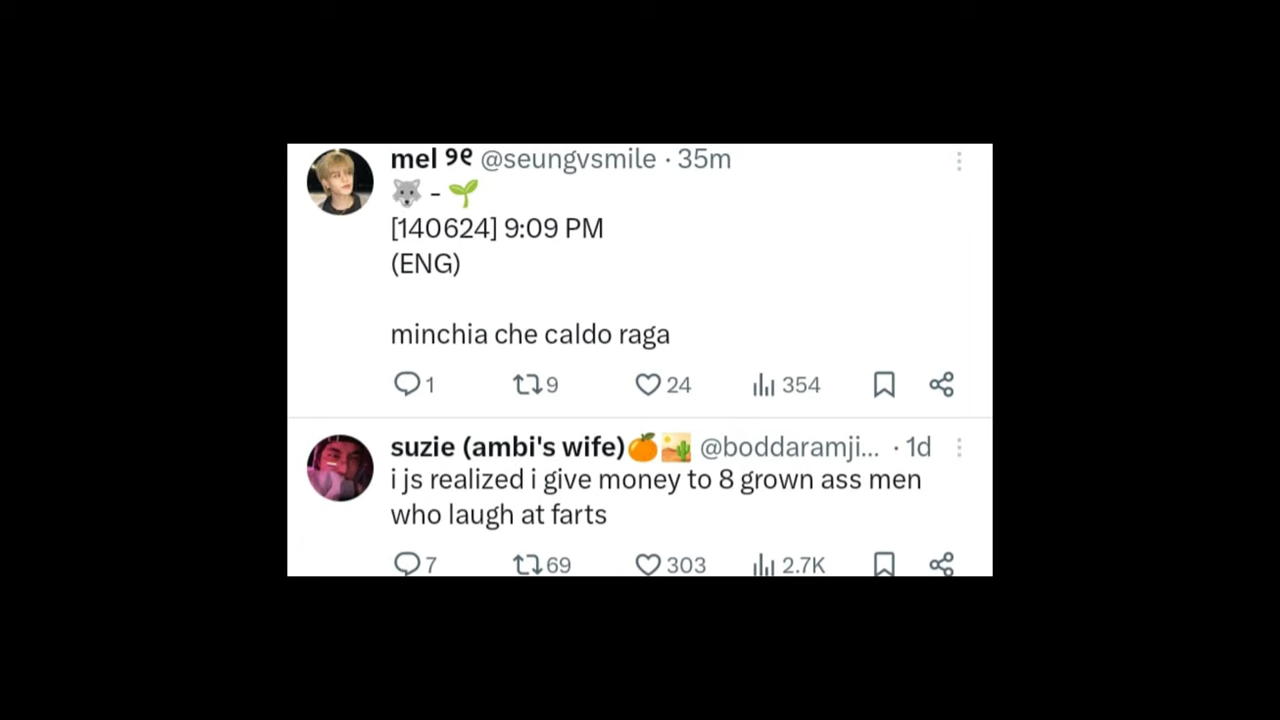 mel ୨୧ @seungvsmile · 35m
🐺 - 🌱
[140624] 9:09 PM
(ENG)
minchia che caldo raga
1 9 24 354
suzie (ambi's wife)🍊🏜️ @boddaramji... · 1d
i js realized i give money to 8 grown ass men
who laugh at farts
7 69 303 2.7K